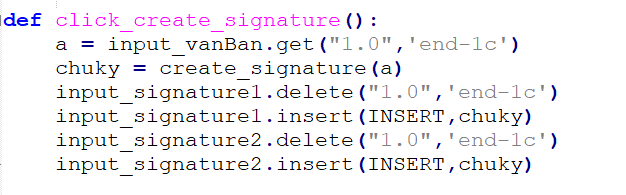 def click_create_signature():
    a = input_vanBan.get("1.0",'end-1c')
    chuky = create_signature(a)
    input_signature1.delete("1.0",'end-1c')
    input_signature1.insert(INSERT,chuky)
    input_signature2.delete("1.0",'end-1c')
    input_signature2.insert(INSERT,chuky)